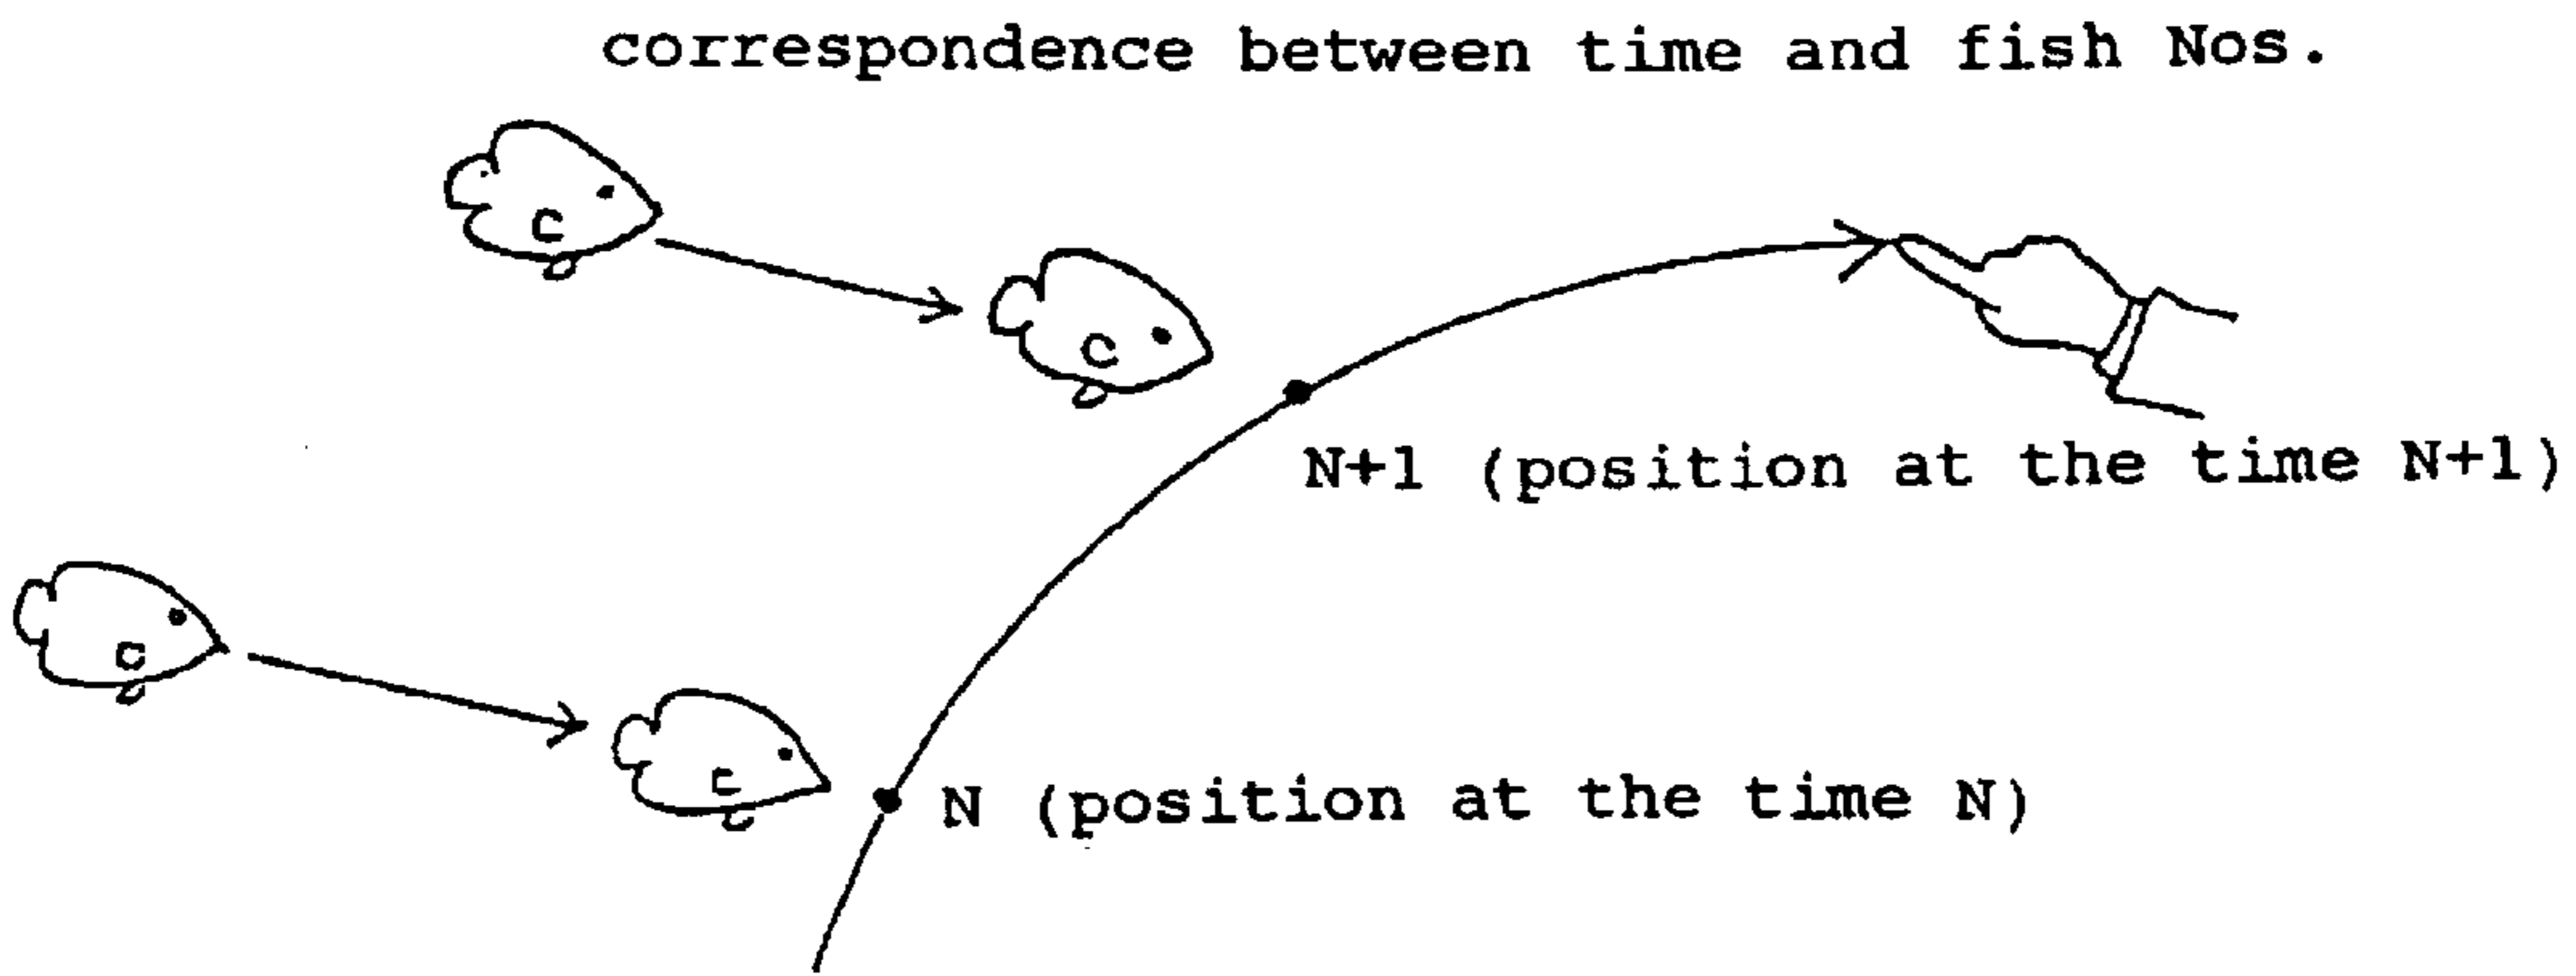 correspondence between time and fish Nos.
C
C
N+1 (position at the time N+1)
C
C
N (position at the time N)